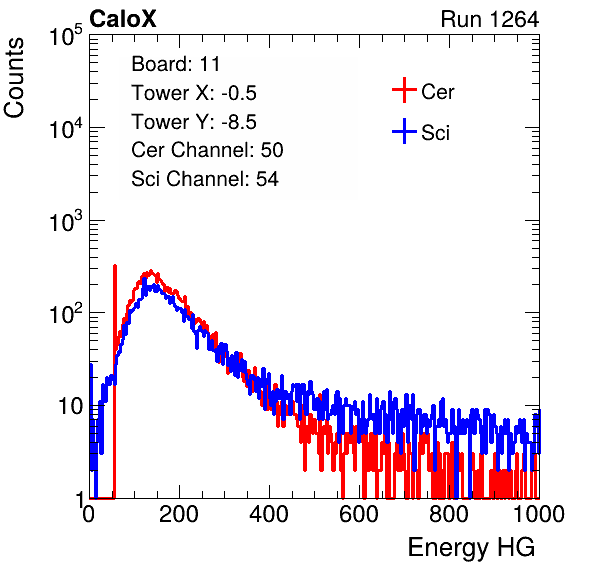 CaloX Run 1264
Counts
Board: 11
Tower X: -0.5
Tower Y: -8.5
Cer Channel: 50
Sci Channel: 54
Cer
Sci
10^5
10^4
10^3
10^2
10
1
0 200 400 600 800 1000
Energy HG